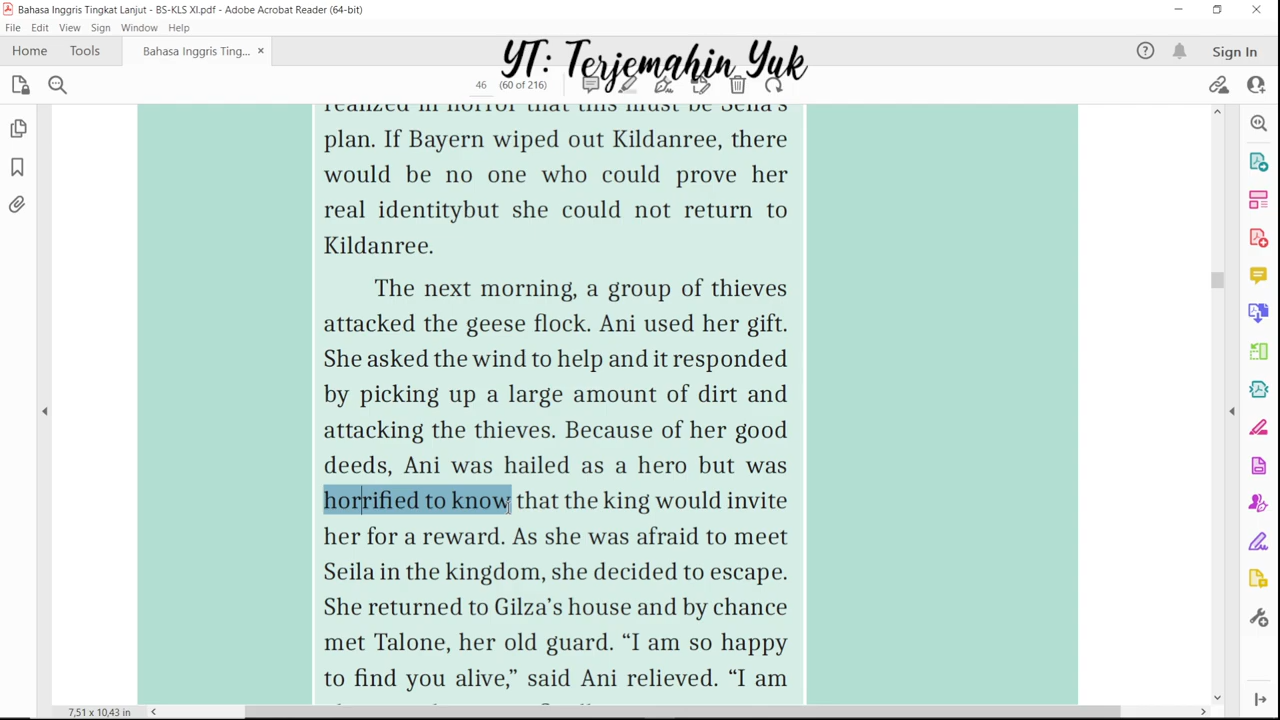 Bahasa Inggris Tingkat Lanjut - BS-KLS XI.pdf - Adobe Acrobat Reader (64-bit)
File Edit View Sign Window Help
Home Tools Bahasa Inggris Ting... × Sign In
YT: Terjemahin Yuk
46 (60 of 216)
realized in horror that this must be Seila's
plan. If Bayern wiped out Kildanree, there
would be no one who could prove her
real identitybut she could not return to
Kildanree.
The next morning, a group of thieves
attacked the geese flock. Ani used her gift.
She asked the wind to help and it responded
by picking up a large amount of dirt and
attacking the thieves. Because of her good
deeds, Ani was hailed as a hero but was
horrified to know that the king would invite
her for a reward. As she was afraid to meet
Seila in the kingdom, she decided to escape.
She returned to Gilza's house and by chance
met Talone, her old guard. “I am so happy
to find you alive,” said Ani relieved. “I am
7,51 x 10,43 in